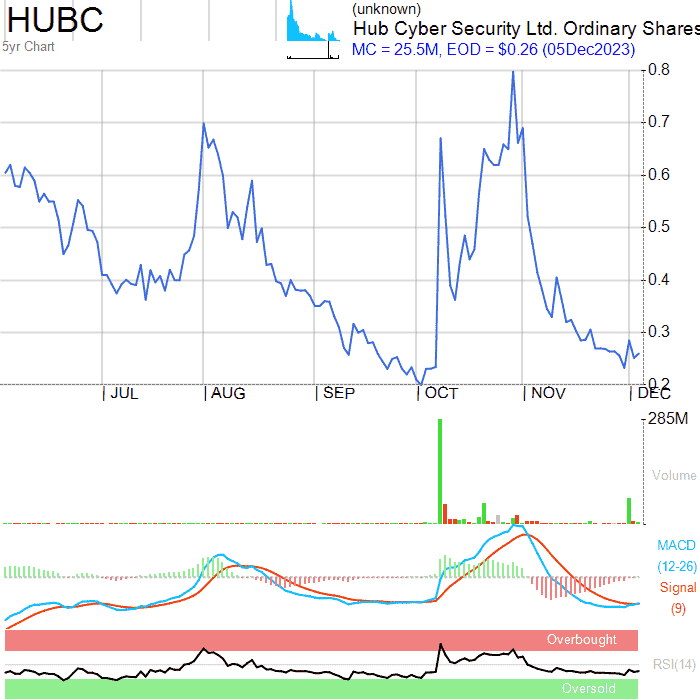 HUBC
5yr Chart
(unknown)
Hub Cyber Security Ltd. Ordinary Shares
MC = 25.5M, EOD = $0.26 (05Dec2023)
0.8
0.7
0.6
0.5
0.4
0.3
0.2
JUL AUG SEP OCT NOV DEC
285M
Volume
MACD
(12-26)
Signal
(9)
Overbought
RSI(14)
Oversold